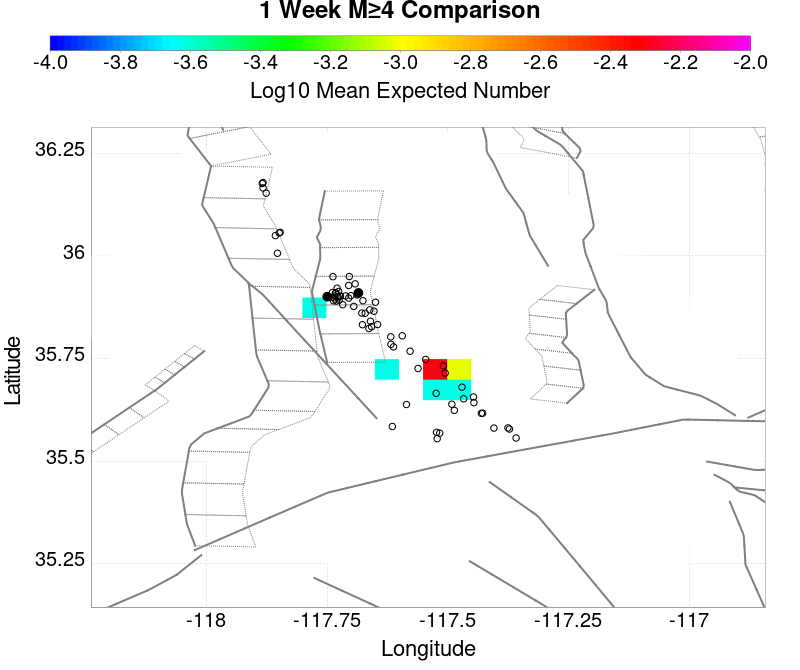 1 Week M≥4 Comparison
-4.0 -3.8 -3.6 -3.4 -3.2 -3.0 -2.8 -2.6 -2.4 -2.2 -2.0
Log10 Mean Expected Number
36.25
36
35.75
35.5
35.25
Latitude
-118 -117.75 -117.5 -117.25 -117
Longitude